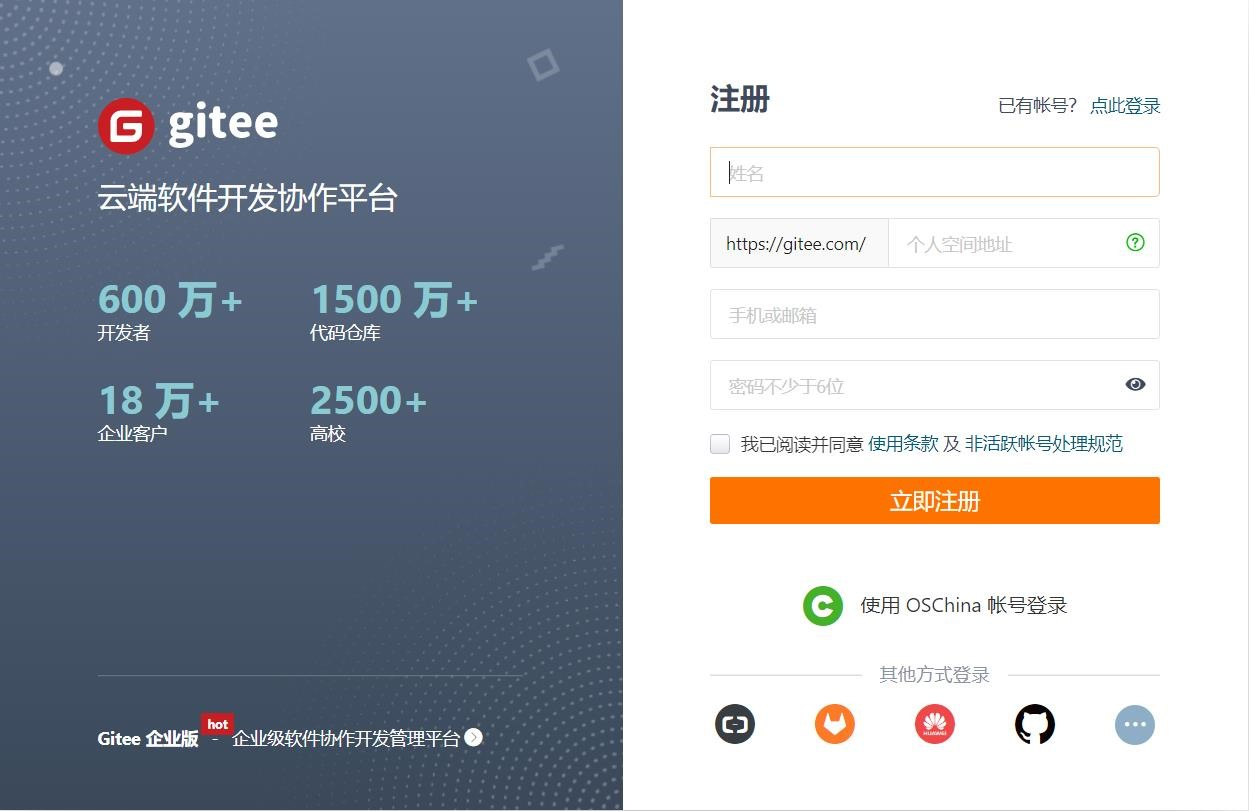 gitee
云端软件开发协作平台
600 万+
开发者
1500 万+
代码仓库
18 万+
企业客户
2500+
高校
hot
Gitee 企业版 - 企业级软件协作开发管理平台
注册
已有帐号? 点此登录
姓名
https://gitee.com/ 个人空间地址
手机或邮箱
密码不少于6位
我已阅读并同意 使用条款 及 非活跃帐号处理规范
立即注册
使用 OSChina 帐号登录
其他方式登录
HUAWEI